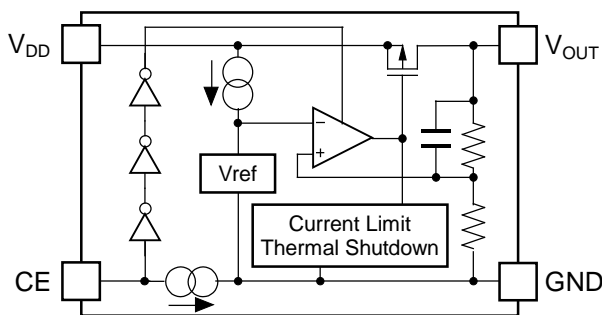 VDD
VOUT
−
+
Vref
Current Limit
Thermal Shutdown
CE
GND